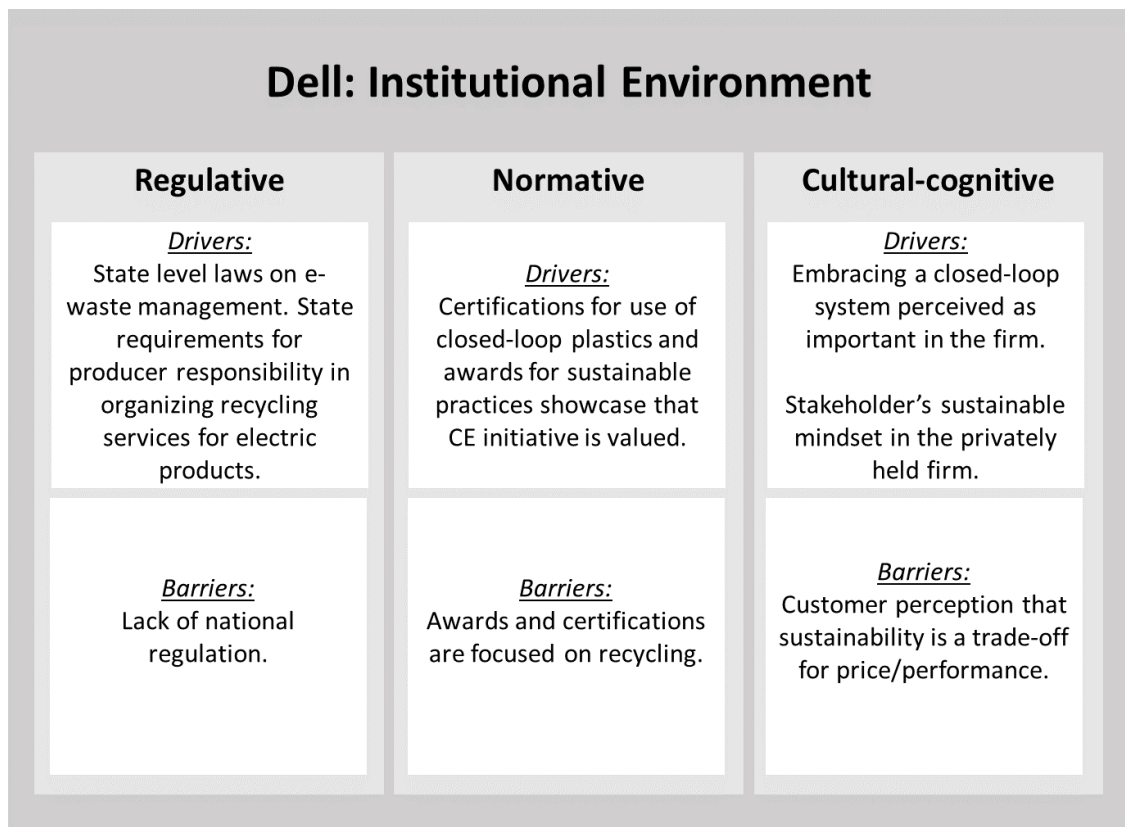 Dell: Institutional Environment
Regulative
Drivers:
State level laws on e-
waste management. State
requirements for
producer responsibility in
organizing recycling
services for electric
products.
Barriers:
Lack of national
regulation.
Normative
Drivers:
Certifications for use of
closed-loop plastics and
awards for sustainable
practices showcase that
CE initiative is valued.
Barriers:
Awards and certifications
are focused on recycling.
Cultural-cognitive
Drivers:
Embracing a closed-loop
system perceived as
important in the firm.
Stakeholder’s sustainable
mindset in the privately
held firm.
Barriers:
Customer perception that
sustainability is a trade-off
for price/performance.